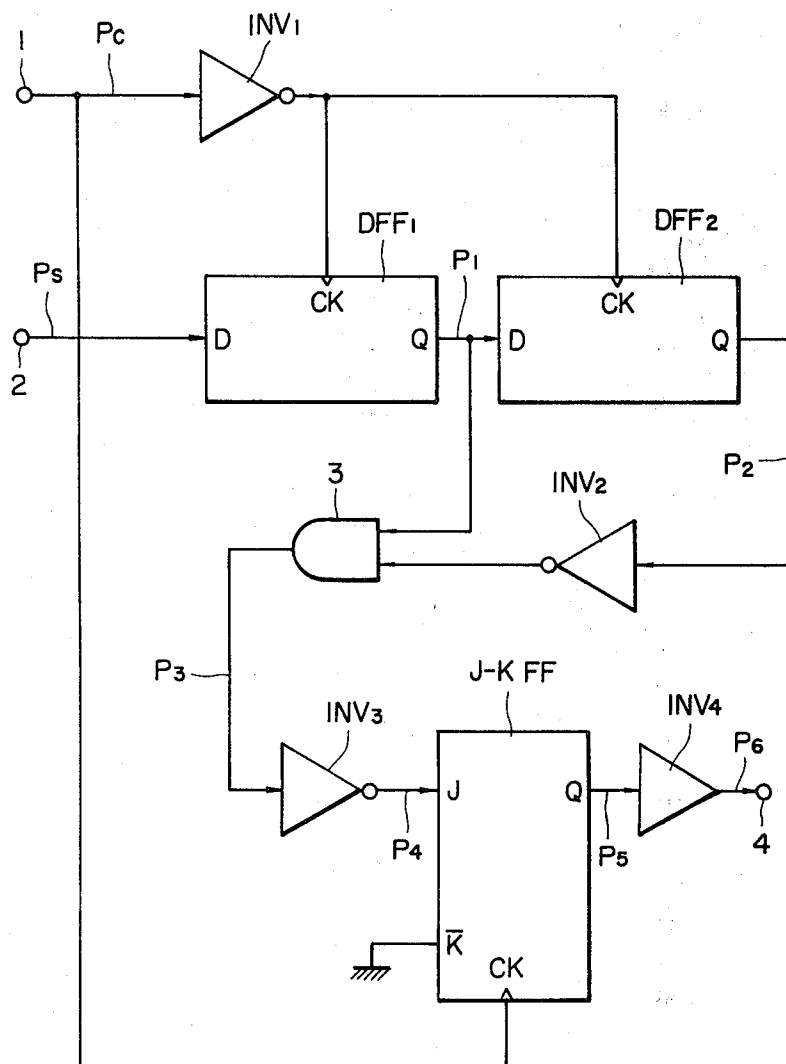 1
Pc
INV1
DFF1
DFF2
Ps
2
CK
D
Q
P1
CK
D
Q
P2
3
INV2
P3
J-K FF
INV3
INV4
P6
J
Q
P4
P5
4
K̅
CK